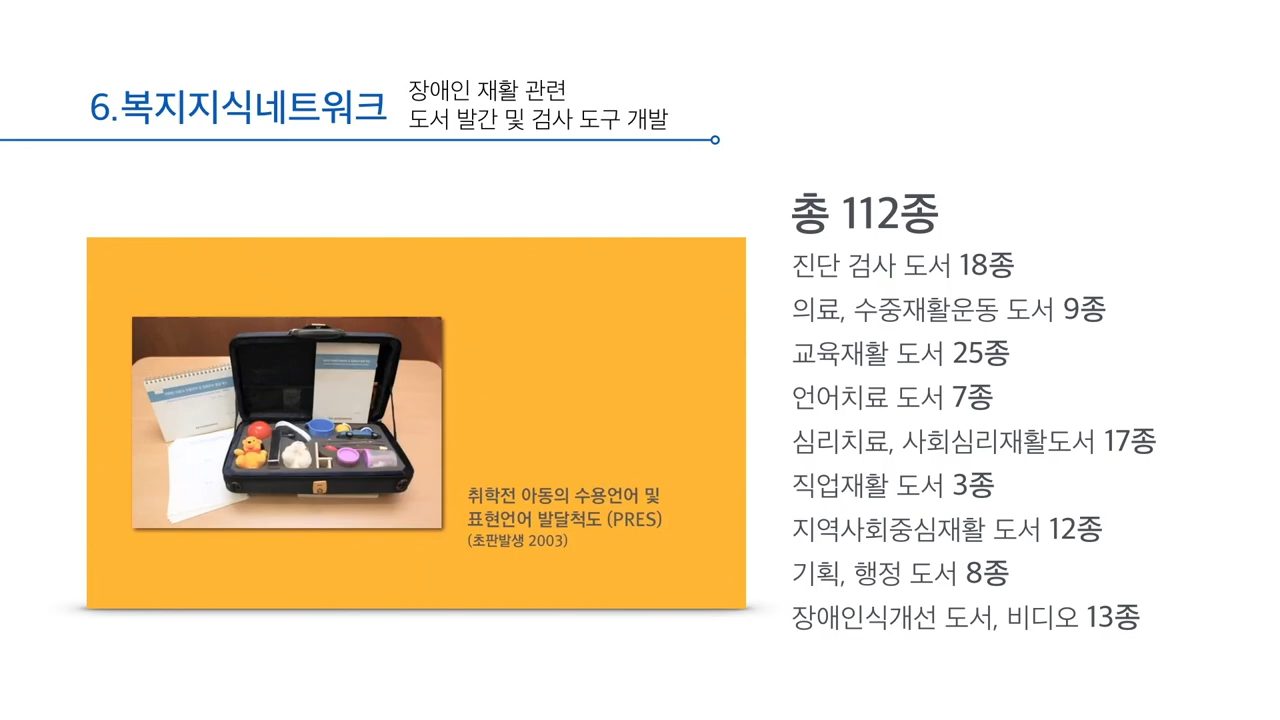 6.복지지식네트워크
장애인 재활 관련
도서 발간 및 검사 도구 개발
취학전 아동의 수용언어 및
표현언어 발달척도 (PRES)
(초판발생 2003)
총 112종
진단 검사 도서 18종
의료, 수중재활운동 도서 9종
교육재활 도서 25종
언어치료 도서 7종
심리치료, 사회심리재활도서 17종
직업재활 도서 3종
지역사회중심재활 도서 12종
기획, 행정 도서 8종
장애인식개선 도서, 비디오 13종